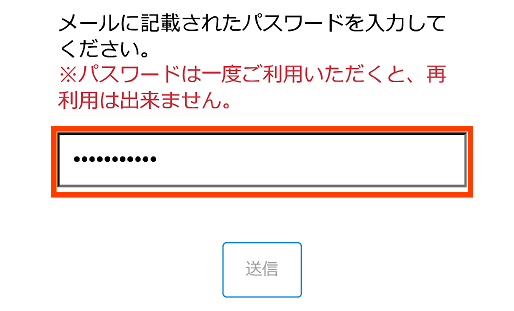 メールに記載されたパスワードを入力して
ください。
※パスワードは一度ご利用いただくと、再
利用は出来ません。
•••••••••••
送信